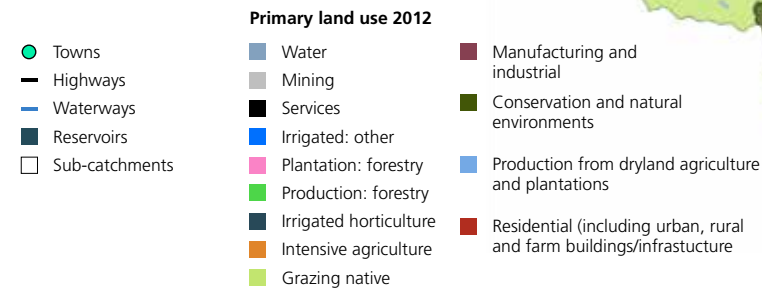 Primary land use 2012
Towns
Highways
Waterways
Reservoirs
Sub-catchments
Water
Mining
Services
Irrigated: other
Plantation: forestry
Production: forestry
Irrigated horticulture
Intensive agriculture
Grazing native
Manufacturing and
industrial
Conservation and natural
environments
Production from dryland agriculture
and plantations
Residential (including urban, rural
and farm buildings/infrastucture